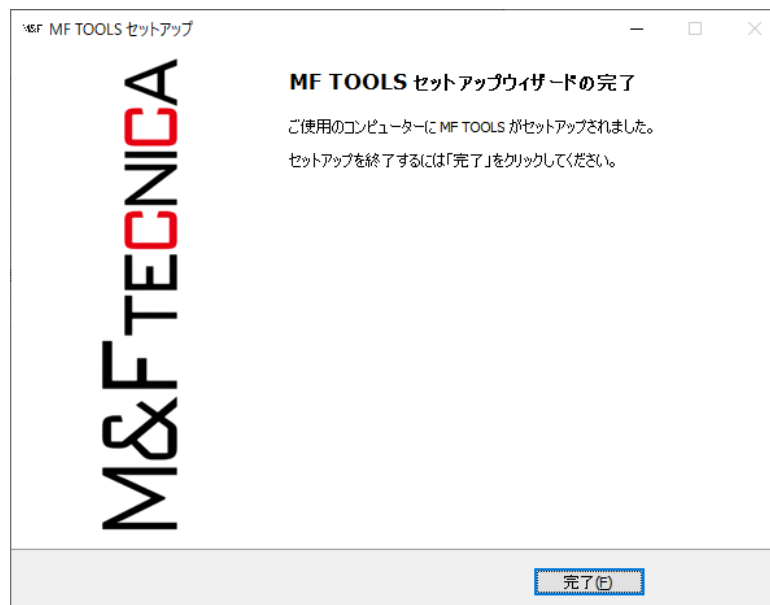 M&F MF TOOLS セットアップ
M&FTECNICA
MF TOOLS セットアップウィザードの完了
ご使用のコンピューターに MF TOOLS がセットアップされました。
セットアップを終了するには「完了」をクリックしてください。
完了(F)